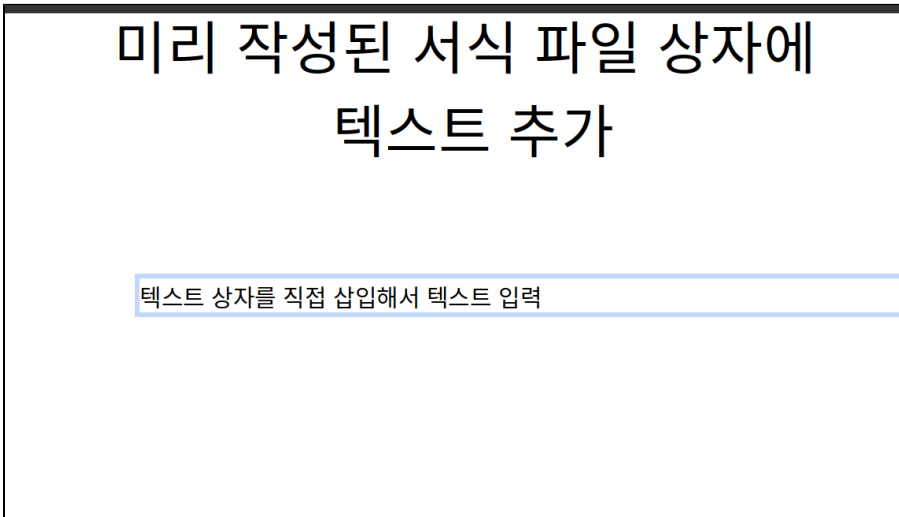 미리 작성된 서식 파일 상자에
텍스트 추가
텍스트 상자를 직접 삽입해서 텍스트 입력